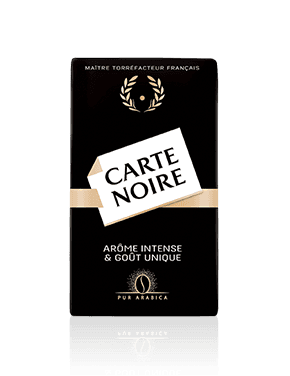 MAÎTRE TORRÉFACTEUR FRANÇAIS
CARTE
NOIRE
ARÔME INTENSE
& GOÛT UNIQUE
PUR ARABICA